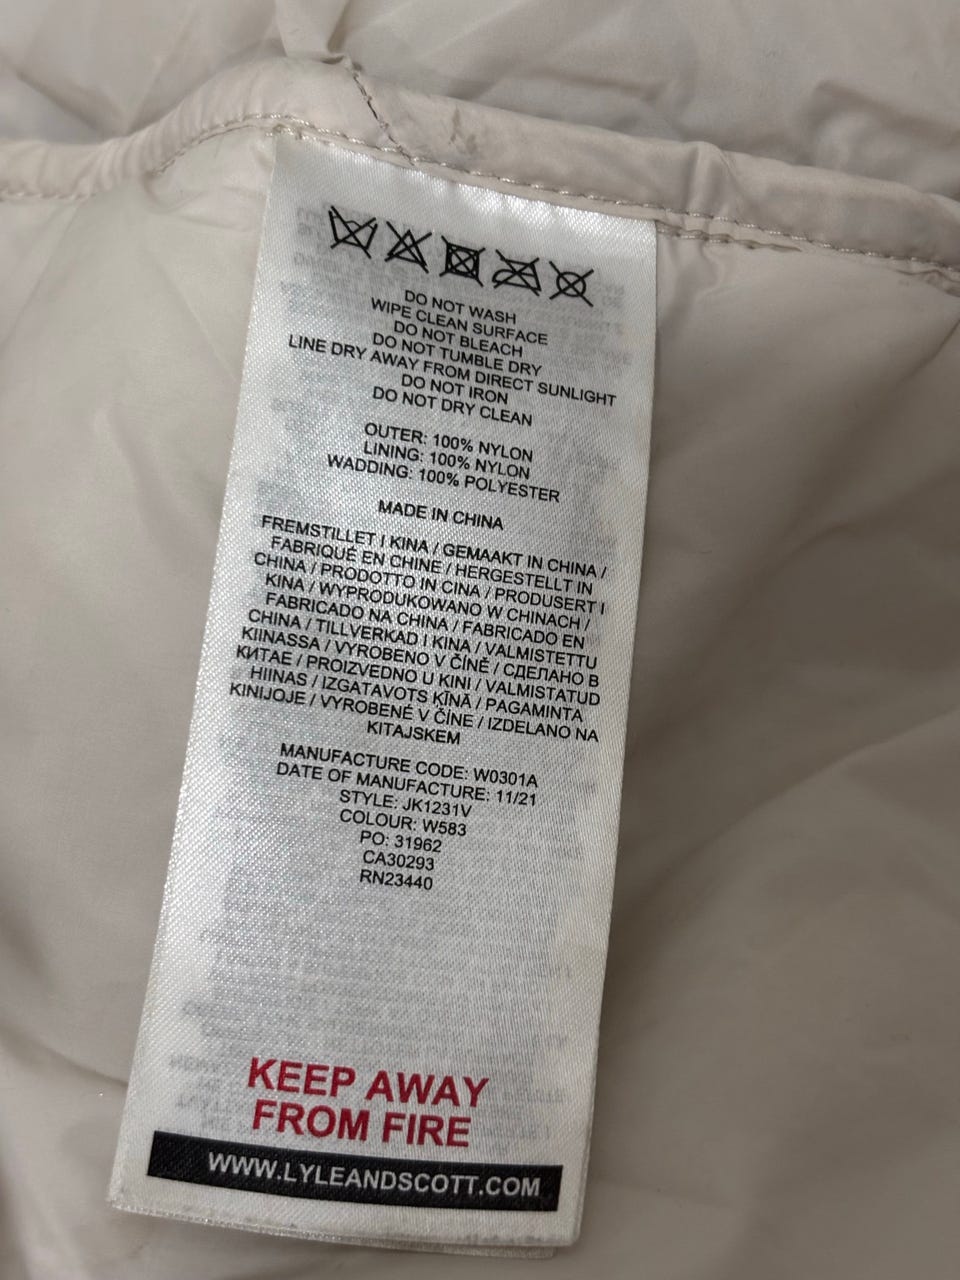 DO NOT WASH
WIPE CLEAN SURFACE
DO NOT BLEACH
DO NOT TUMBLE DRY
LINE DRY AWAY FROM DIRECT SUNLIGHT
DO NOT IRON
DO NOT DRY CLEAN
OUTER: 100% NYLON
LINING: 100% NYLON
WADDING: 100% POLYESTER
MADE IN CHINA
FREMSTILLET I KINA / GEMAAKT IN CHINA /
FABRIQUÉ EN CHINE / HERGESTELLT IN
CHINA / PRODOTTO IN CINA / PRODUSERT I
KINA / WYPRODUKOWANO W CHINACH /
FABRICADO NA CHINA / FABRICADO EN
CHINA / TILLVERKAD I KINA / VALMISTETTU
KIINASSA / VYROBENO V ČÍNĚ / СДЕЛАНО В
КИТАЕ / PROIZVEDNO U KINI / VALMISTATUD
HIINAS / IZGATAVOTS ĶĪNĀ / PAGAMINTA
KINIJOJE / VYROBENÉ V ČÍNE / IZDELANO NA
KITAJSKEM
MANUFACTURE CODE: W0301A
DATE OF MANUFACTURE: 11/21
STYLE: JK1231V
COLOUR: W583
PO: 31962
CA30293
RN23440
KEEP AWAY
FROM FIRE
WWW.LYLEANDSCOTT.COM